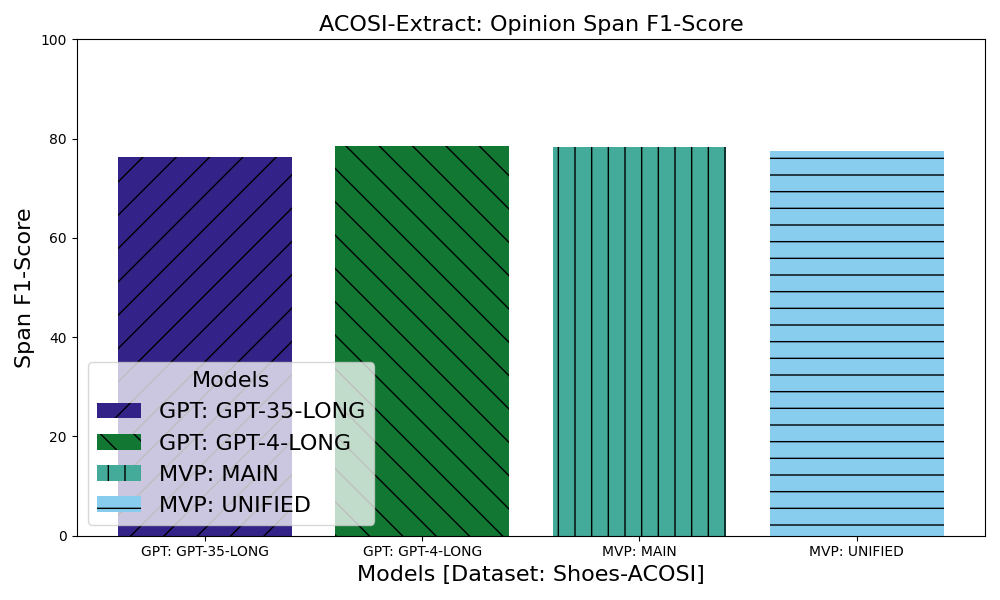 ACOSI-Extract: Opinion Span F1-Score
100
80
60
40
20
0
Span F1-Score
Models
GPT: GPT-35-LONG
GPT: GPT-4-LONG
MVP: MAIN
MVP: UNIFIED
GPT: GPT-35-LONG
GPT: GPT-4-LONG
MVP: MAIN
MVP: UNIFIED
Models [Dataset: Shoes-ACOSI]